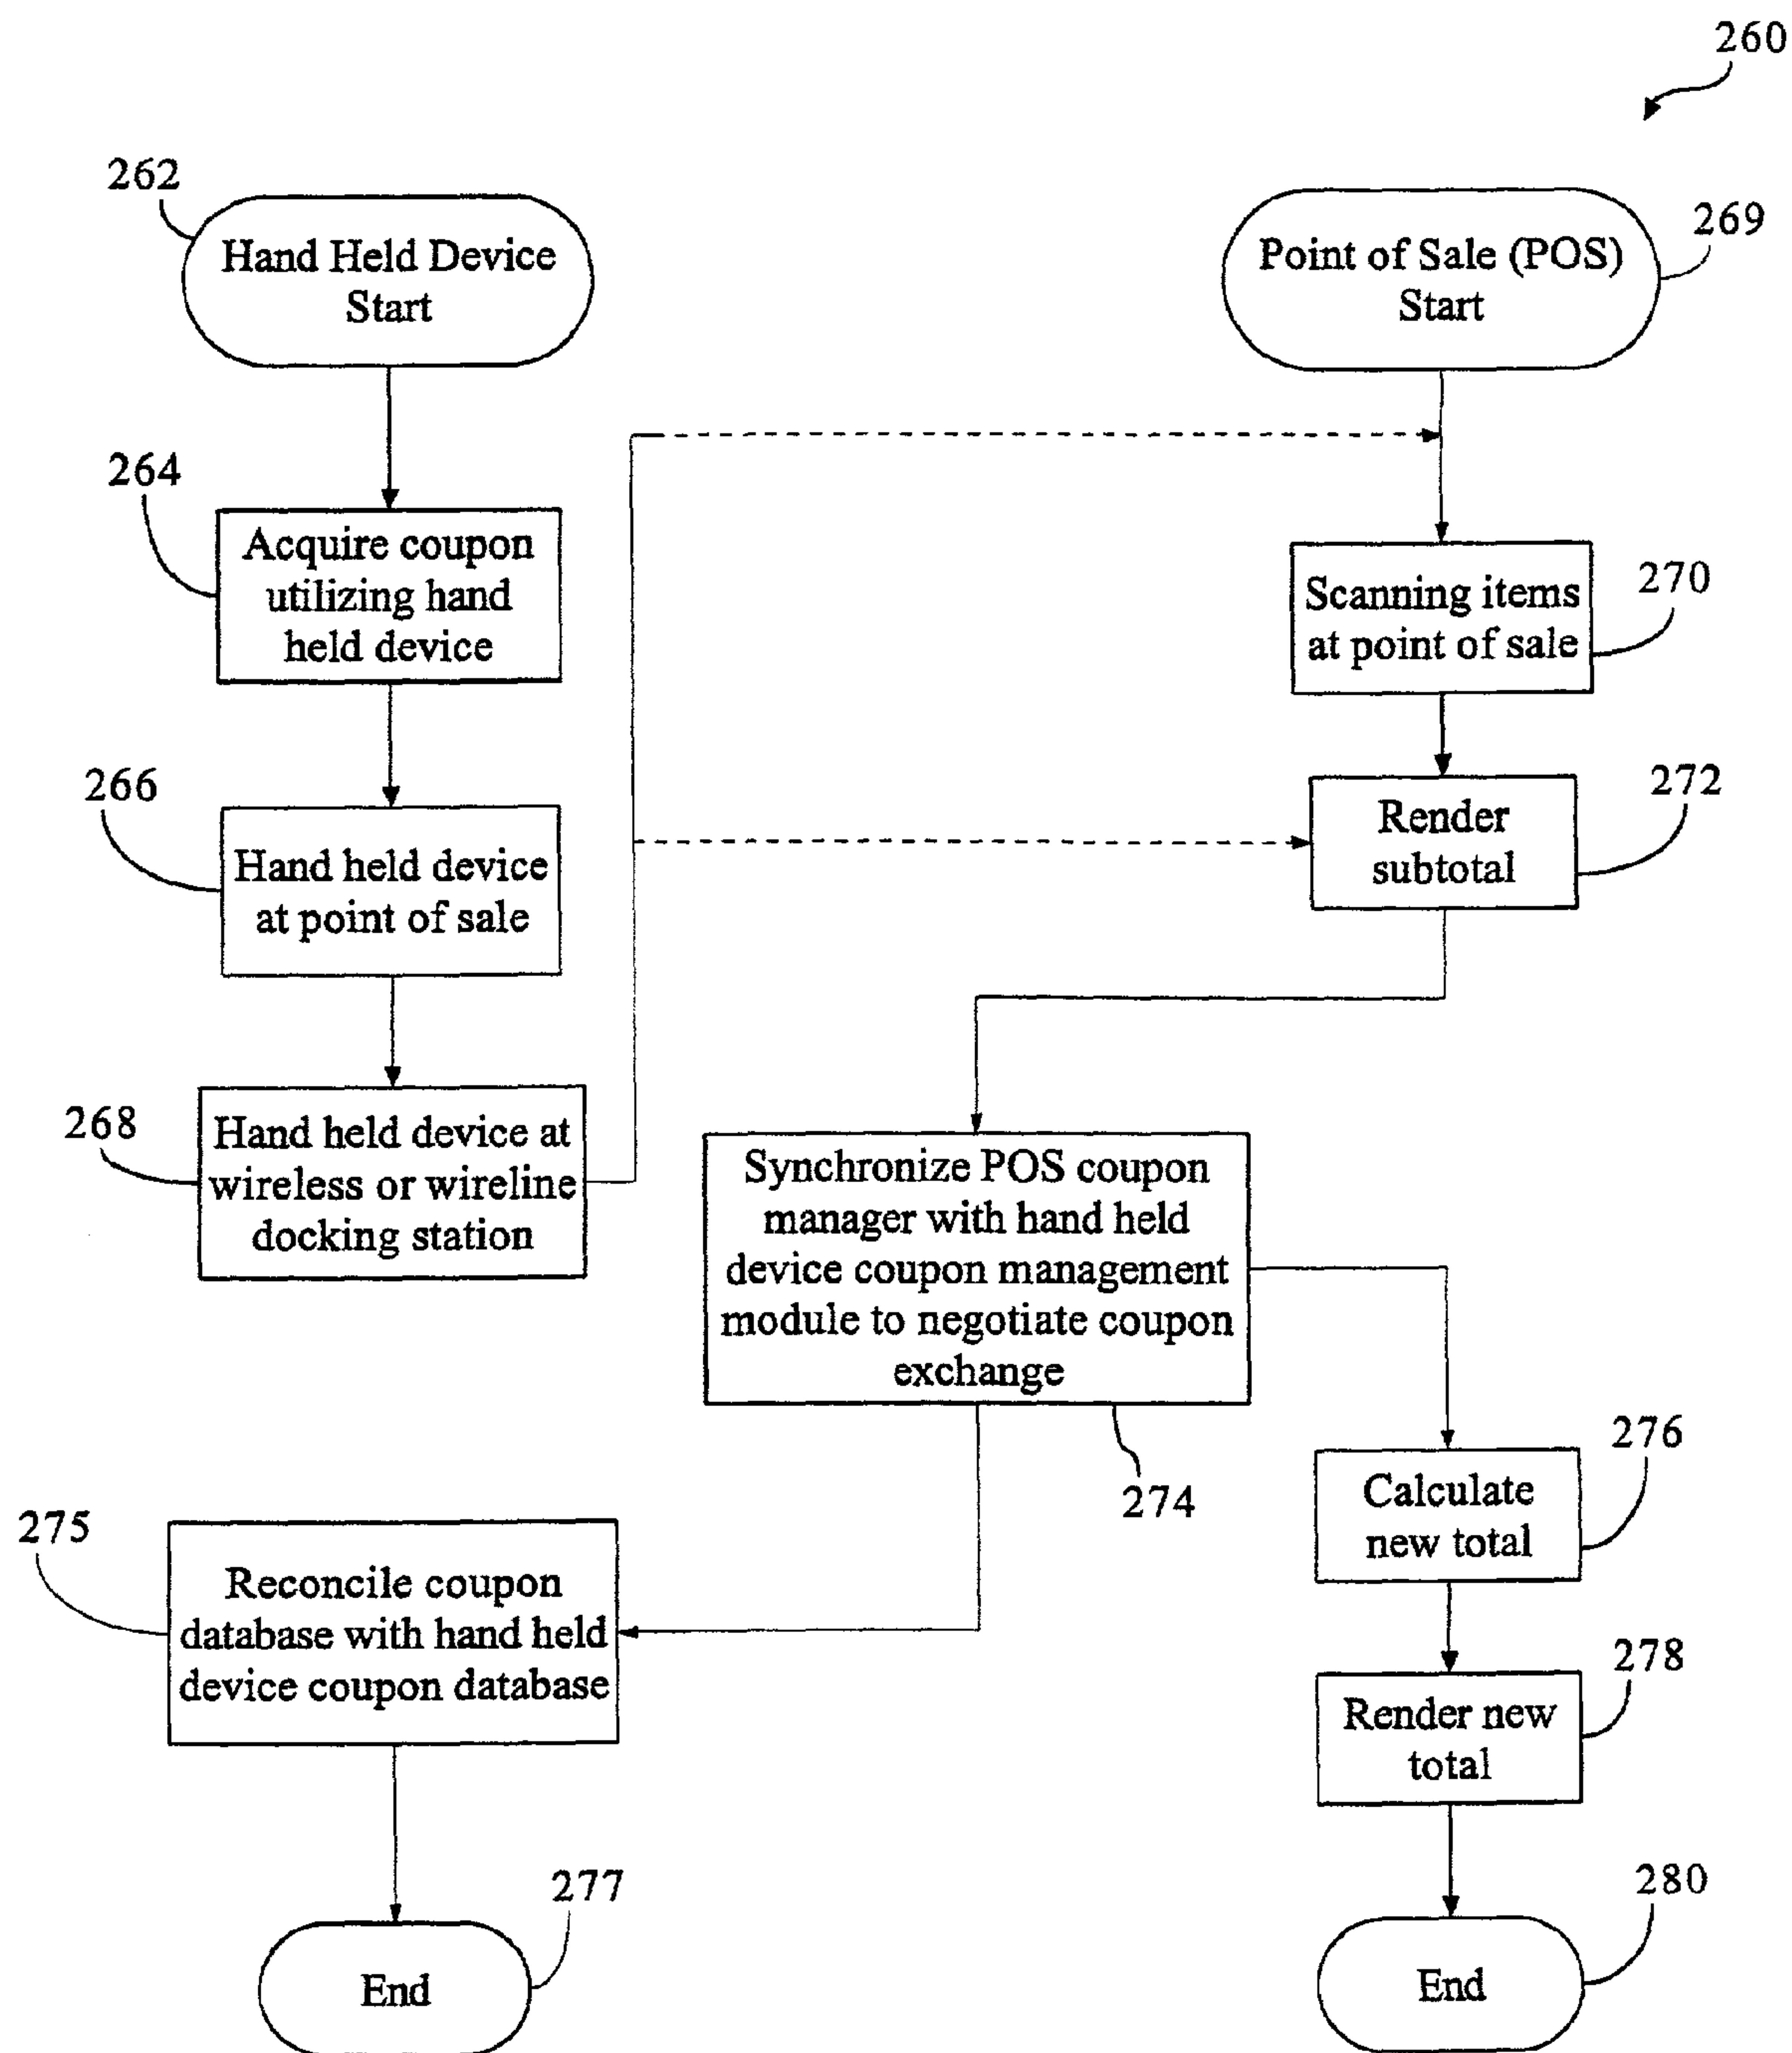 260
262
Hand Held Device
Start
269
Point of Sale (POS)
Start
264
Acquire coupon
utilizing hand
held device
270
Scanning items
at point of sale
266
Hand held device
at point of sale
272
Render
subtotal
268
Hand held device at
wireless or wireline
docking station
Synchronize POS coupon
manager with hand held
device coupon management
module to negotiate coupon
exchange
274
276
Calculate
new total
275
Reconcile coupon
database with hand held
device coupon database
278
Render new
total
277
End
280
End